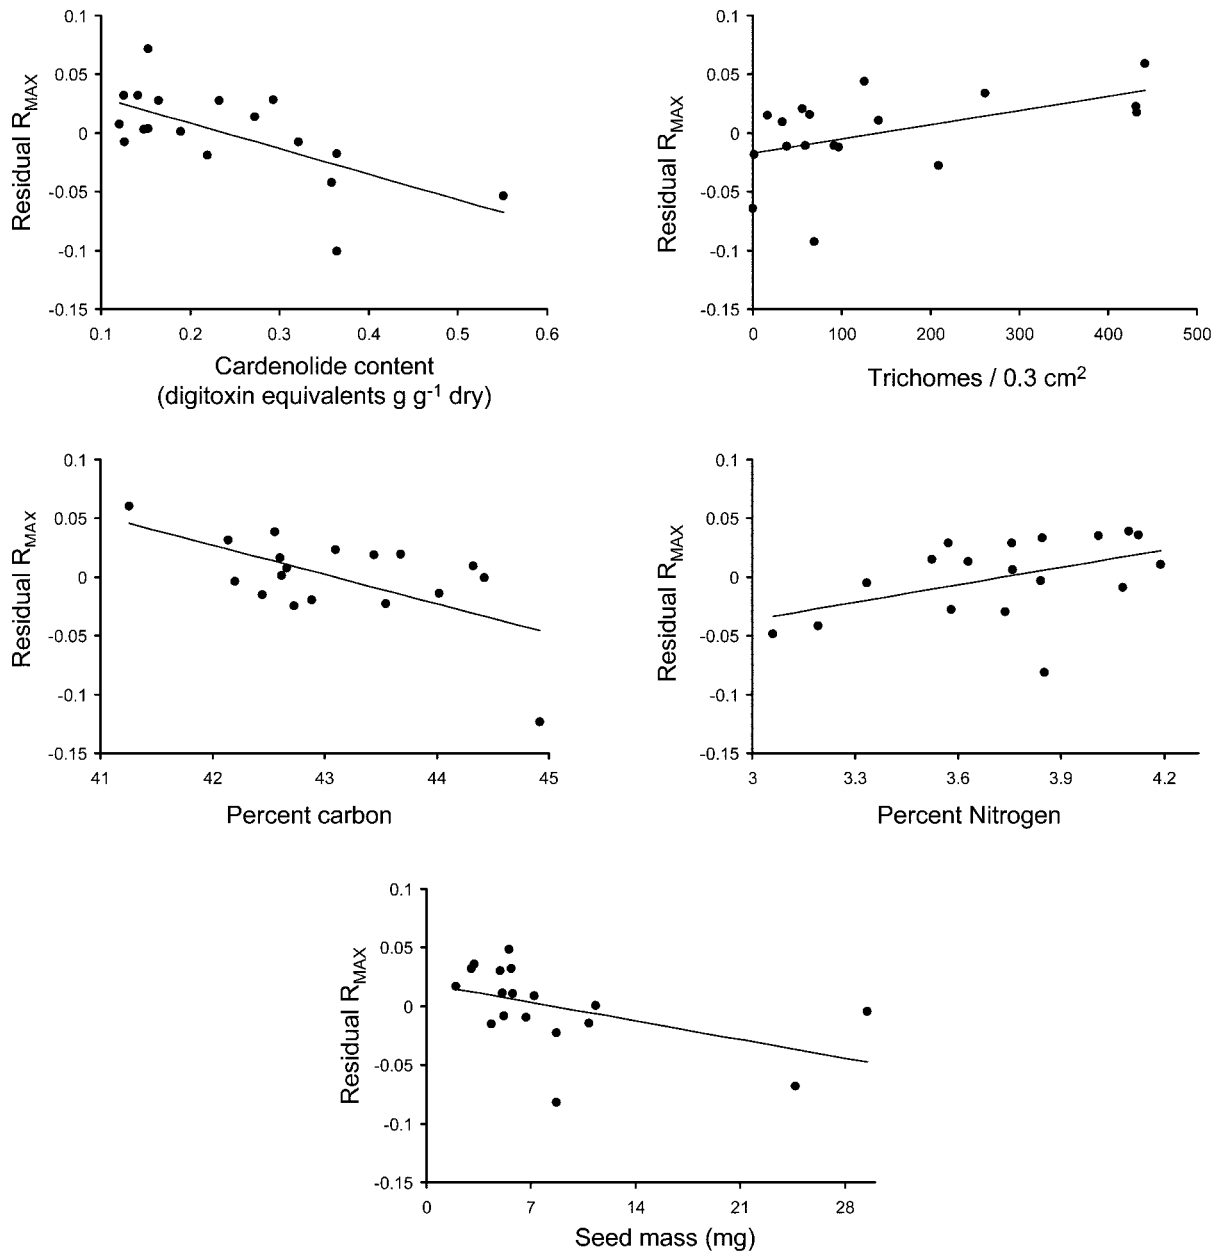 0.1
0.05
0
-0.05
-0.1
-0.15
Residual R_MAX
0.1 0.2 0.3 0.4 0.5 0.6
Cardenolide content
(digitoxin equivalents g g⁻¹ dry)
0.1
0.05
0
-0.05
-0.1
-0.15
Residual R_MAX
0 100 200 300 400 500
Trichomes / 0.3 cm²
0.1
0.05
0
-0.05
-0.1
-0.15
Residual R_MAX
41 42 43 44 45
Percent carbon
0.1
0.05
0
-0.05
-0.1
-0.15
Residual R_MAX
3 3.3 3.6 3.9 4.2
Percent Nitrogen
0.1
0.05
0
-0.05
-0.1
-0.15
Residual R_MAX
0 7 14 21 28
Seed mass (mg)